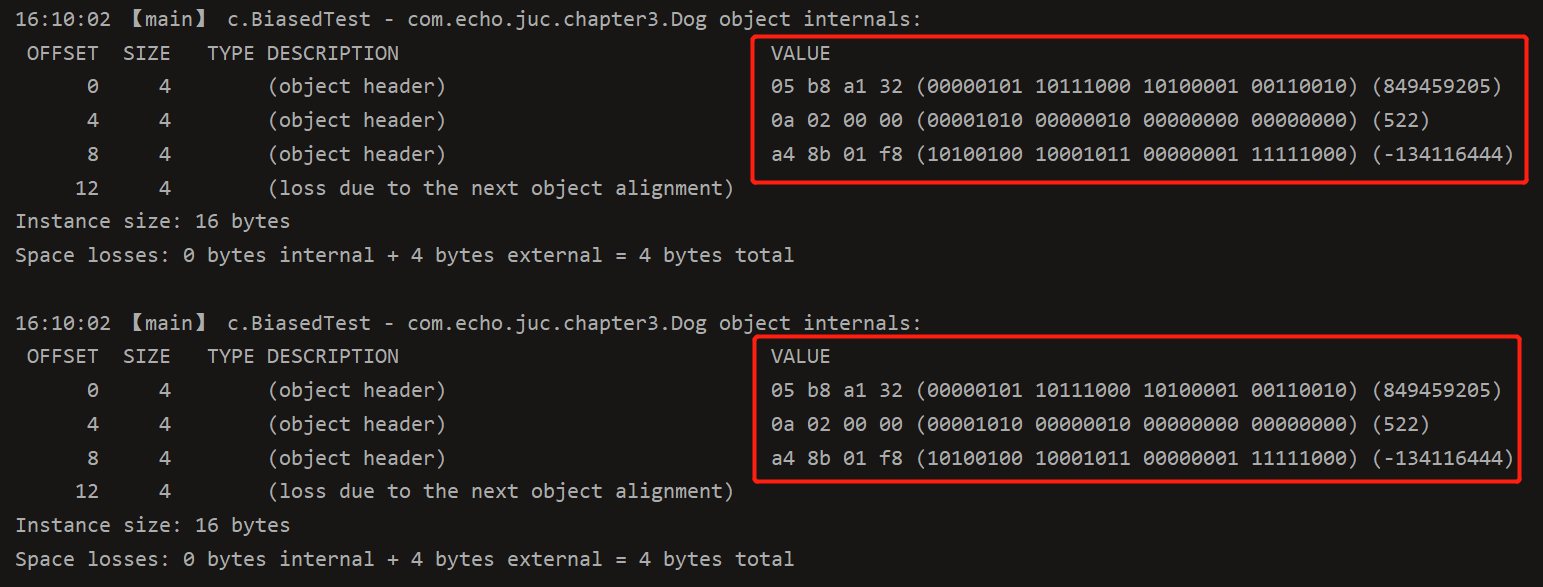 16:10:02 【main】 c.BiasedTest - com.echo.juc.chapter3.Dog object internals:
OFFSET SIZE TYPE DESCRIPTION VALUE
0 4 (object header) 05 b8 a1 32 (00000101 10111000 10100001 00110010) (849459205)
4 4 (object header) 0a 02 00 00 (00001010 00000010 00000000 00000000) (522)
8 4 (object header) a4 8b 01 f8 (10100100 10001011 00000001 11111000) (-134116444)
12 4 (loss due to the next object alignment)
Instance size: 16 bytes
Space losses: 0 bytes internal + 4 bytes external = 4 bytes total
16:10:02 【main】 c.BiasedTest - com.echo.juc.chapter3.Dog object internals:
OFFSET SIZE TYPE DESCRIPTION VALUE
0 4 (object header) 05 b8 a1 32 (00000101 10111000 10100001 00110010) (849459205)
4 4 (object header) 0a 02 00 00 (00001010 00000010 00000000 00000000) (522)
8 4 (object header) a4 8b 01 f8 (10100100 10001011 00000001 11111000) (-134116444)
12 4 (loss due to the next object alignment)
Instance size: 16 bytes
Space losses: 0 bytes internal + 4 bytes external = 4 bytes total